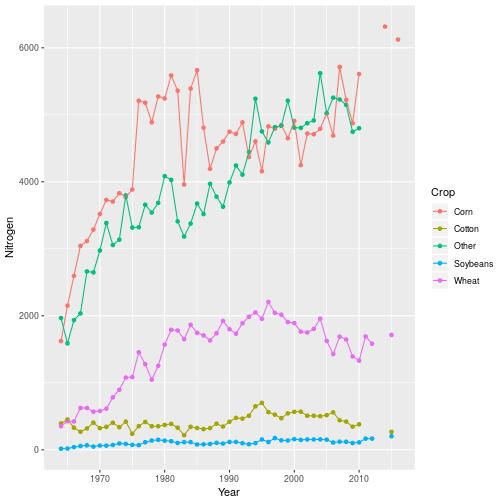 6000
4000
2000
0
Nitrogen
1970
1980
1990
2000
2010
Year
Crop
Corn
Cotton
Other
Soybeans
Wheat